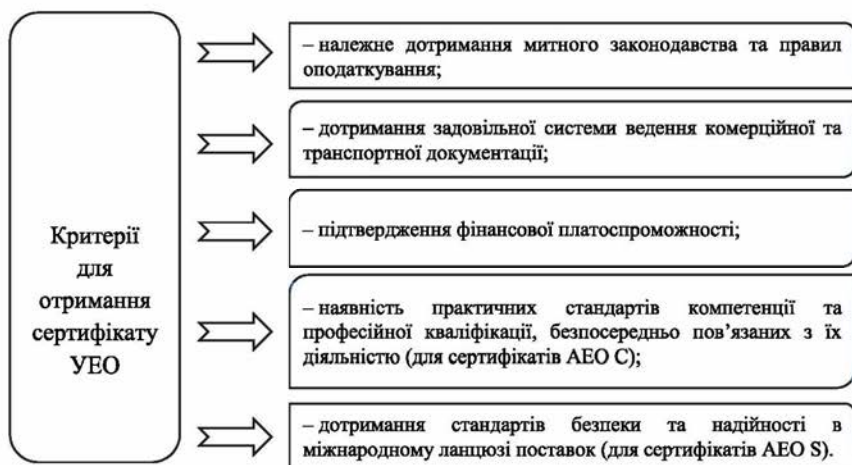 Критерії
для
отримання
сертифікату
УЕО
– належне дотримання митного законодавства та правил
оподаткування;
– дотримання задовільної системи ведення комерційної та
транспортної документації;
– підтвердження фінансової платоспроможності;
– наявність практичних стандартів компетенції та
професійної кваліфікації, безпосередньо пов’язаних з їх
діяльністю (для сертифікатів АЕО С);
– дотримання стандартів безпеки та надійності в
міжнародному ланцюзі поставок (для сертифікатів АЕО S).